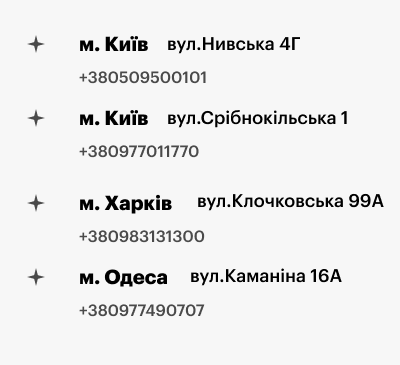 м. Київ вул.Нивська 4Г
+380509500101
м. Київ вул.Срібнокільська 1
+380977011770
м. Харків вул.Клочковська 99А
+380983131300
м. Одеса вул.Каманіна 16А
+380977490707